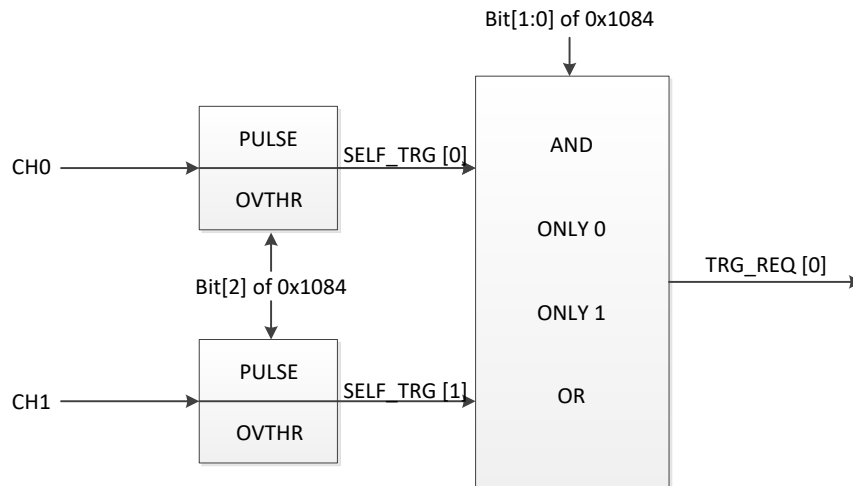 Bit[1:0] of 0x1084
PULSE
OVTHR
CH0
SELF_TRG [0]
AND
ONLY 0
ONLY 1
OR
TRG_REQ [0]
Bit[2] of 0x1084
PULSE
OVTHR
CH1
SELF_TRG [1]